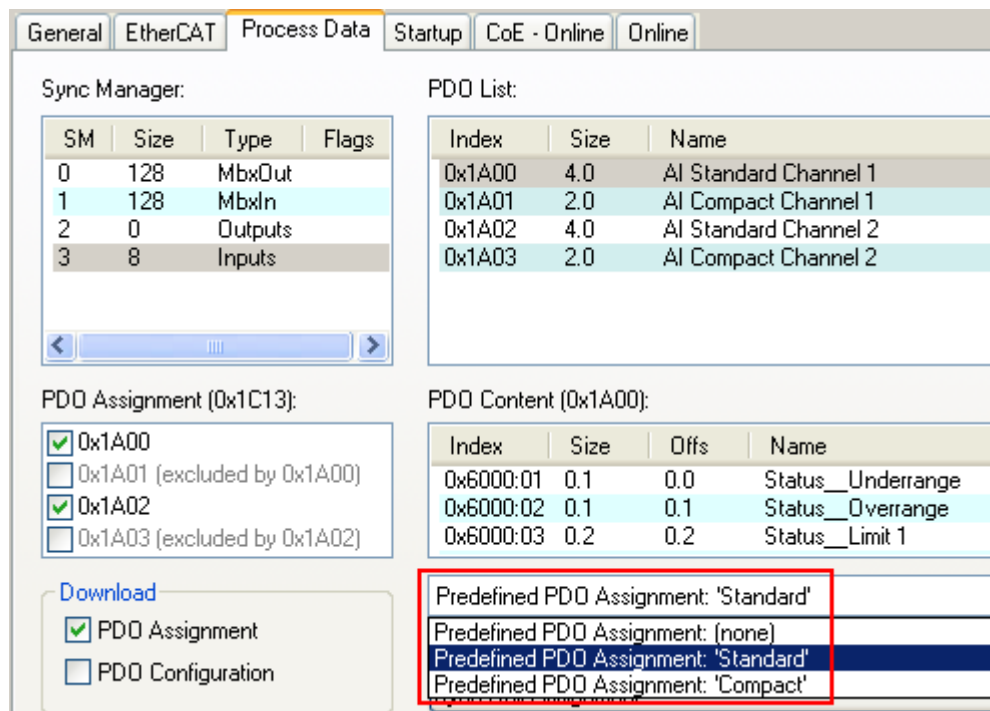 General EtherCAT Process Data Startup CoE - Online Online
Sync Manager: PDO List:
SM Size Type Flags Index Size Name
0 128 MbxOut 0x1A00 4.0 AI Standard Channel 1
1 128 MbxIn 0x1A01 2.0 AI Compact Channel 1
2 0 Outputs 0x1A02 4.0 AI Standard Channel 2
3 8 Inputs 0x1A03 2.0 AI Compact Channel 2
PDO Assignment (0x1C13): PDO Content (0x1A00):
0x1A00 Index Size Offs Name
0x1A01 (excluded by 0x1A00) 0x6000:01 0.1 0.0 Status__Underrange
0x1A02 0x6000:02 0.1 0.1 Status__Overrange
0x1A03 (excluded by 0x1A02) 0x6000:03 0.2 0.2 Status__Limit 1
Download Predefined PDO Assignment: 'Standard'
PDO Assignment Predefined PDO Assignment: (none)
Predefined PDO Assignment: 'Standard'
PDO Configuration Predefined PDO Assignment: 'Compact'